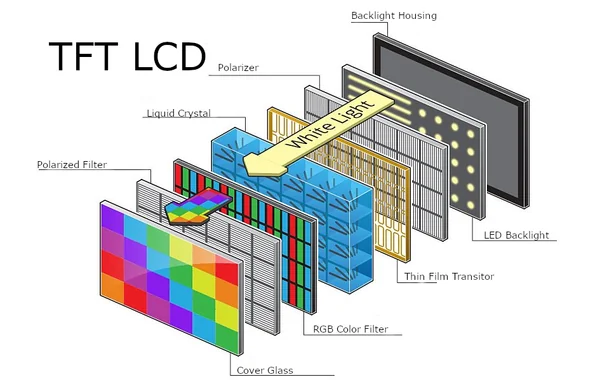 Backlight Housing
TFT LCD
Polarizer
White Light
Liquid Crystal
Polarized Filter
LED Backlight
Thin Film Transitor
RGB Color Filter
Cover Glass